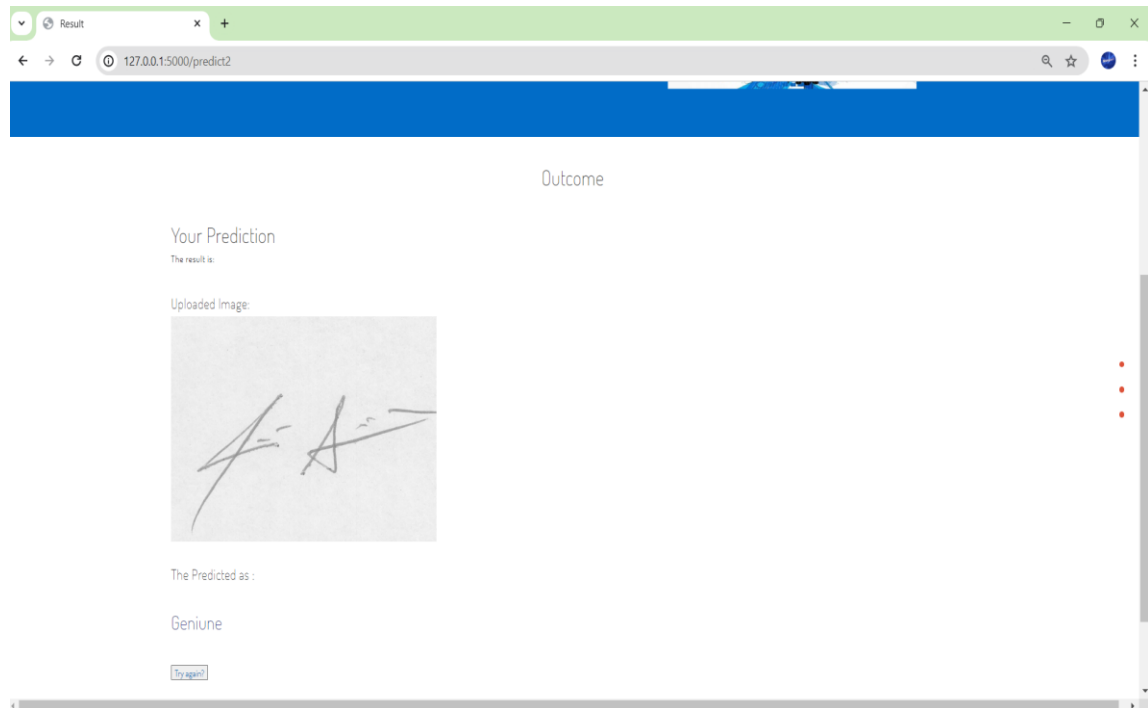 Result
127.0.0.1:5000/predict2
Outcome
Your Prediction
The result is:
Uploaded Image:
The Predicted as :
Geniune
Try again?